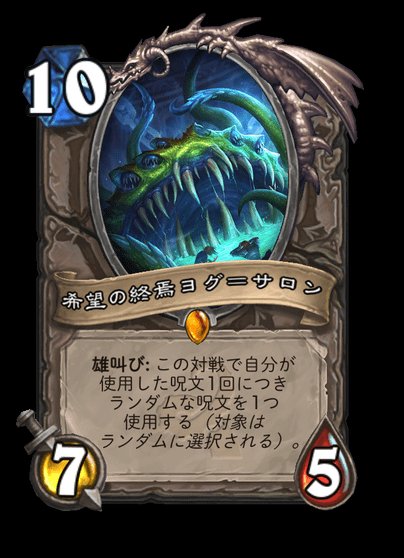 10
希望の終焉ヨグ=サロン
雄叫び: この対戦で自分が
使用した呪文1回につき
ランダムな呪文を1つ
使用する（対象は
ランダムに選択される）。
7
5